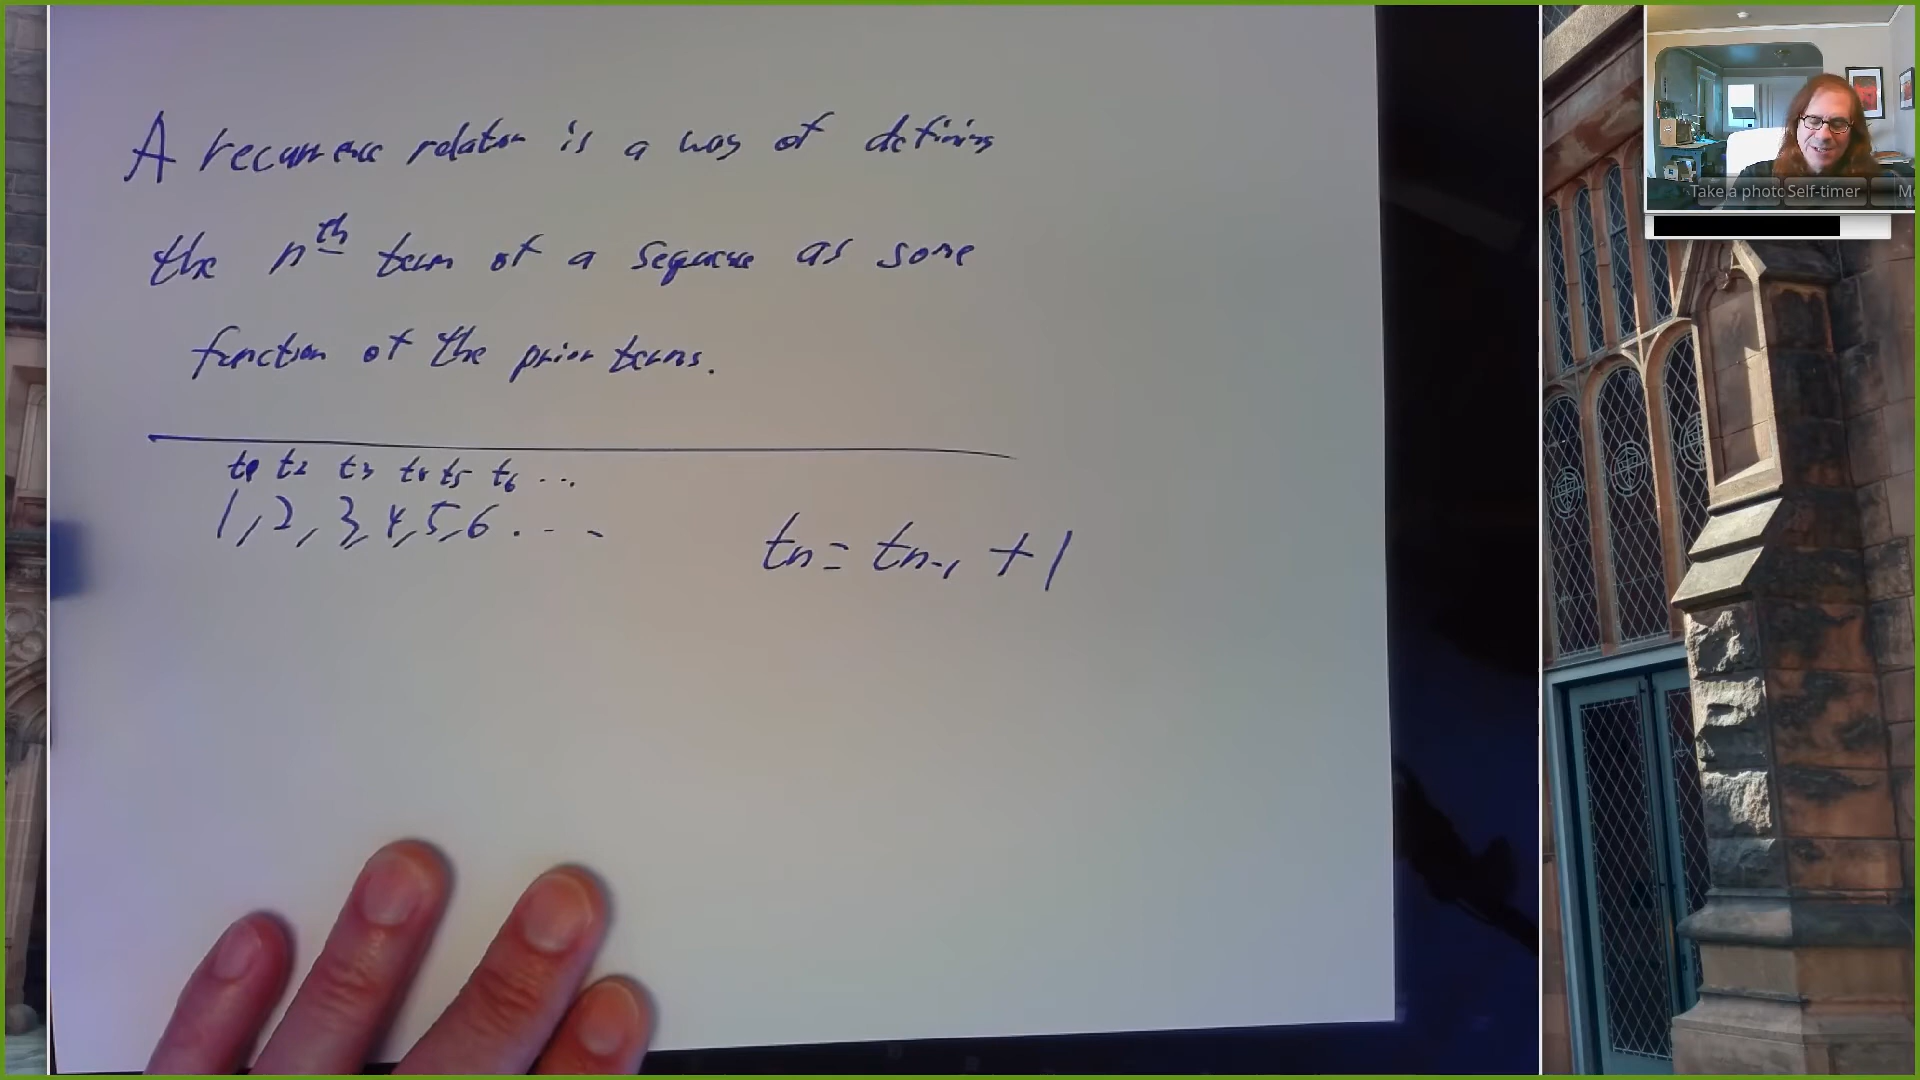 A recurrence relation is a way of defining
the nth term of a sequence as some
function of the prior terms.
t1 t2 t3 t4 t5 t6 ...
1, 2, 3, 4, 5, 6 . . .
tn = tn-1 + 1
Take a photo Self-timer